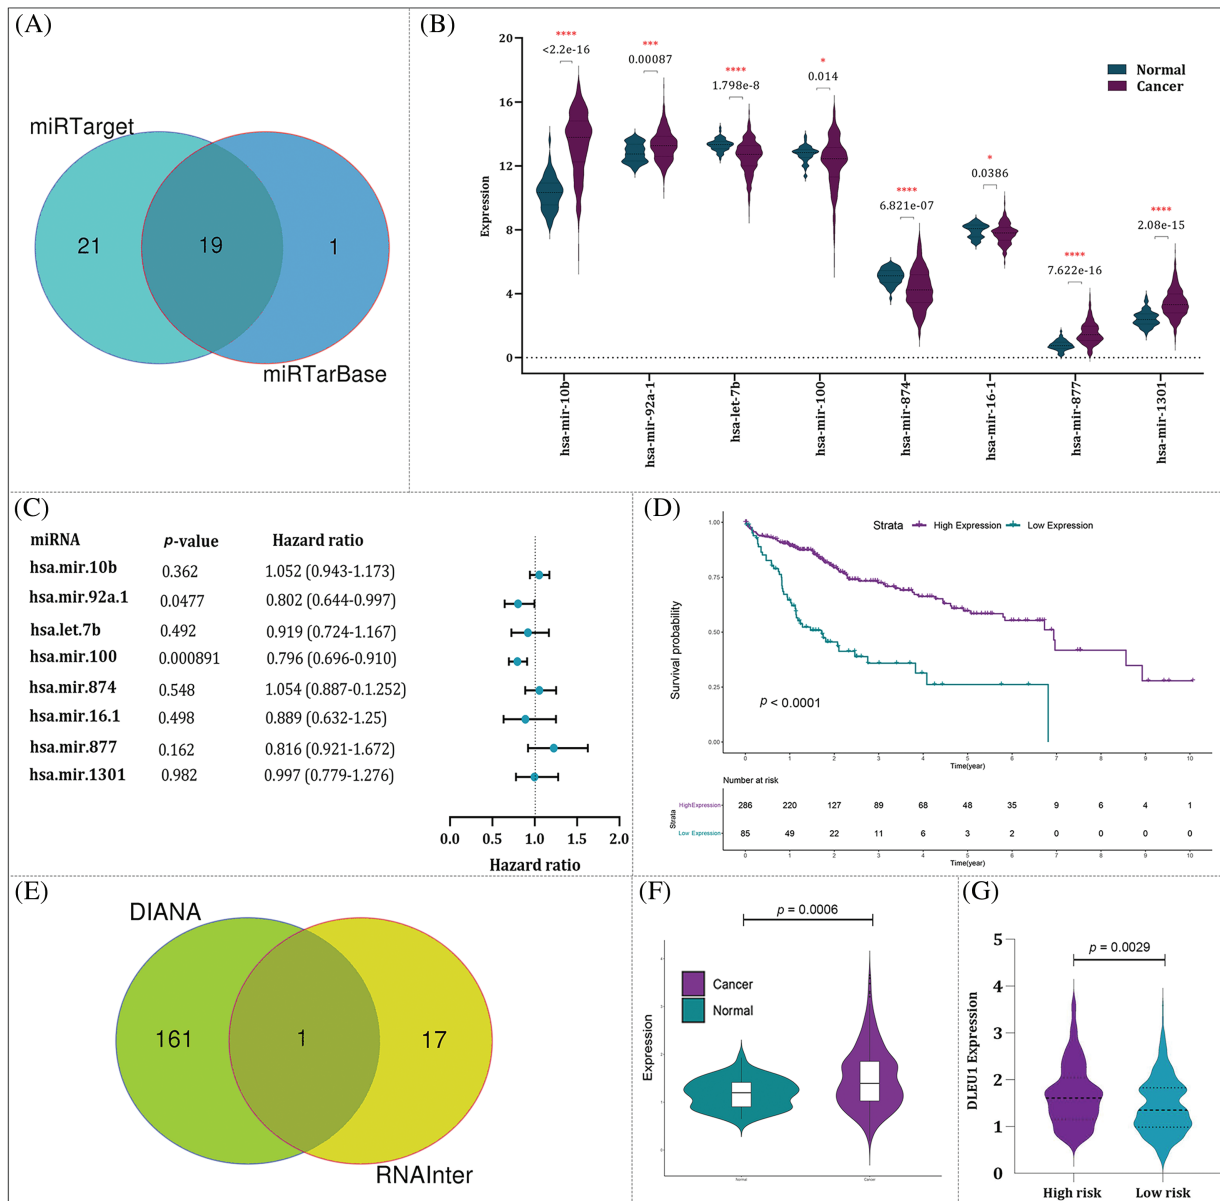 (A)
miRTarget
21
19
1
miRTarBase
(B)
20
16
12
8
4
0
Expression
****
<2.2e-16
***
0.00087
****
1.798e-8
*
0.014
****
6.821e-07
*
0.0386
****
7.622e-16
****
2.08e-15
Normal
Cancer
hsa-mir-10b
hsa-mir-92a-1
hsa-let-7b
hsa-mir-100
hsa-mir-874
hsa-mir-16-1
hsa-mir-877
hsa-mir-1301
(C)
miRNA p-value Hazard ratio
hsa.mir.10b 0.362 1.052 (0.943-1.173)
hsa.mir.92a.1 0.0477 0.802 (0.644-0.997)
hsa.let.7b 0.492 0.919 (0.724-1.167)
hsa.mir.100 0.000891 0.796 (0.696-0.910)
hsa.mir.874 0.548 1.054 (0.887-0.1.252)
hsa.mir.16.1 0.498 0.889 (0.632-1.25)
hsa.mir.877 0.162 0.816 (0.921-1.672)
hsa.mir.1301 0.982 0.997 (0.779-1.276)
0.0 0.5 1.0 1.5 2.0
Hazard ratio
(D)
Strata High Expression Low Expression
1.00
0.75
0.50
0.25
0.00
Survival probability
p < 0.0001
0 1 2 3 4 5 6 7 8 9 10
Time(year)
Number at risk
Strata
HighExpression 286 220 127 89 68 48 35 9 6 4 1
Low Expression 85 49 22 11 6 3 2 0 0 0 0
0 1 2 3 4 5 6 7 8 9 10
Time(year)
(E)
DIANA
161
1
17
RNAInter
(F)
p = 0.0006
Cancer
Normal
Expression
4
3
2
1
0
Normal
Cancer
(G)
p = 0.0029
DLEU1 Expression
5
4
3
2
1
0
High risk
Low risk